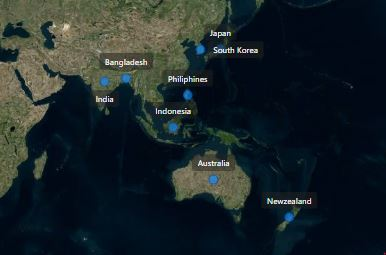 Japan
South Korea
Bangladesh
Philiphines
India
Indonesia
Australia
Newzealand